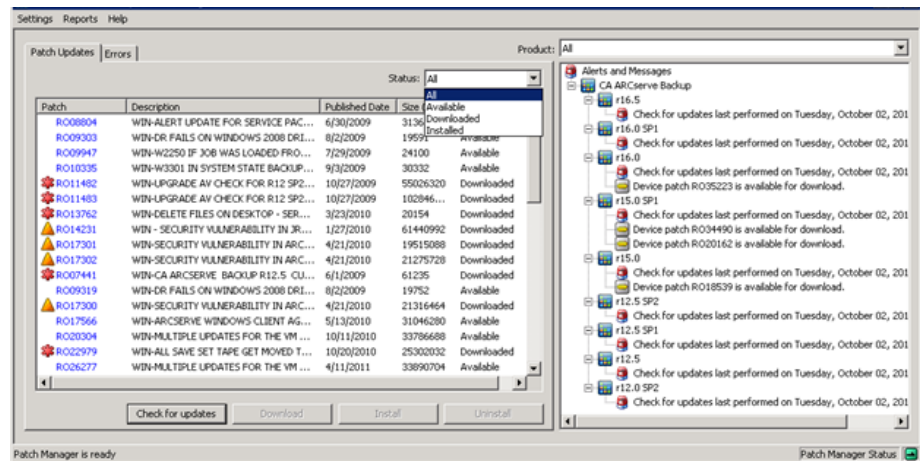 Settings Reports Help
Patch Updates Errors
Product: All
Status: All
All
Available
Downloaded
Installed
Patch Description Published Date Size (
RO08804 WIN-ALERT UPDATE FOR SERVICE PAC... 6/30/2009 3136
RO09303 WIN-DR FAILS ON WINDOWS 2008 DRI... 8/2/2009 19591 Available
RO09947 WIN-W2250 IF JOB WAS LOADED FRO... 7/29/2009 24100 Available
RO10335 WIN-W3301 IN SYSTEM STATE BACKUP... 9/3/2009 30332 Available
RO11482 WIN-UPGRADE AV CHECK FOR R12 SP2... 10/27/2009 55026320 Downloaded
RO11483 WIN-UPGRADE AV CHECK FOR R12 SP2... 10/27/2009 102846... Downloaded
RO13762 WIN-DELETE FILES ON DESKTOP - SER... 3/23/2010 20154 Downloaded
RO14231 WIN - SECURITY VULNERABILITY IN JR... 1/27/2010 61440992 Downloaded
RO17301 WIN-SECURITY VULNERABILITY IN ARC... 4/21/2010 19515088 Downloaded
RO17302 WIN-SECURITY VULNERABILITY IN ARC... 4/21/2010 21275728 Downloaded
RO07441 WIN-CA ARCSERVE BACKUP R12.5 CU... 6/1/2009 61235 Downloaded
RO09319 WIN-DR FAILS ON WINDOWS 2008 DRI... 8/2/2009 19752 Available
RO17300 WIN-SECURITY VULNERABILITY IN ARC... 4/21/2010 21316464 Downloaded
RO17566 WIN-ARCSERVE WINDOWS CLIENT AG... 5/13/2010 31046280 Available
RO20304 WIN-MULTIPLE UPDATES FOR THE VM ... 10/11/2010 33786688 Available
RO22979 WIN-ALL SAVE SET TAPE GET MOVED T... 10/20/2010 25302032 Downloaded
RO26277 WIN-MULTIPLE UPDATES FOR THE VM ... 4/11/2011 33890704 Available
Check for updates Download Install Uninstall
Alerts and Messages
CA ARCserve Backup
r16.5
Check for updates last performed on Tuesday, October 02, 201
r16.0 SP1
Check for updates last performed on Tuesday, October 02, 201
r16.0
Check for updates last performed on Tuesday, October 02, 201
Device patch RO35223 is available for download.
r15.0 SP1
Check for updates last performed on Tuesday, October 02, 201
Device patch RO34490 is available for download.
Device patch RO20162 is available for download.
r15.0
Check for updates last performed on Tuesday, October 02, 201
Device patch RO18539 is available for download.
r12.5 SP2
Check for updates last performed on Tuesday, October 02, 201
r12.5 SP1
Check for updates last performed on Tuesday, October 02, 201
r12.5
Check for updates last performed on Tuesday, October 02, 201
r12.0 SP2
Check for updates last performed on Tuesday, October 02, 201
Patch Manager is ready
Patch Manager Status